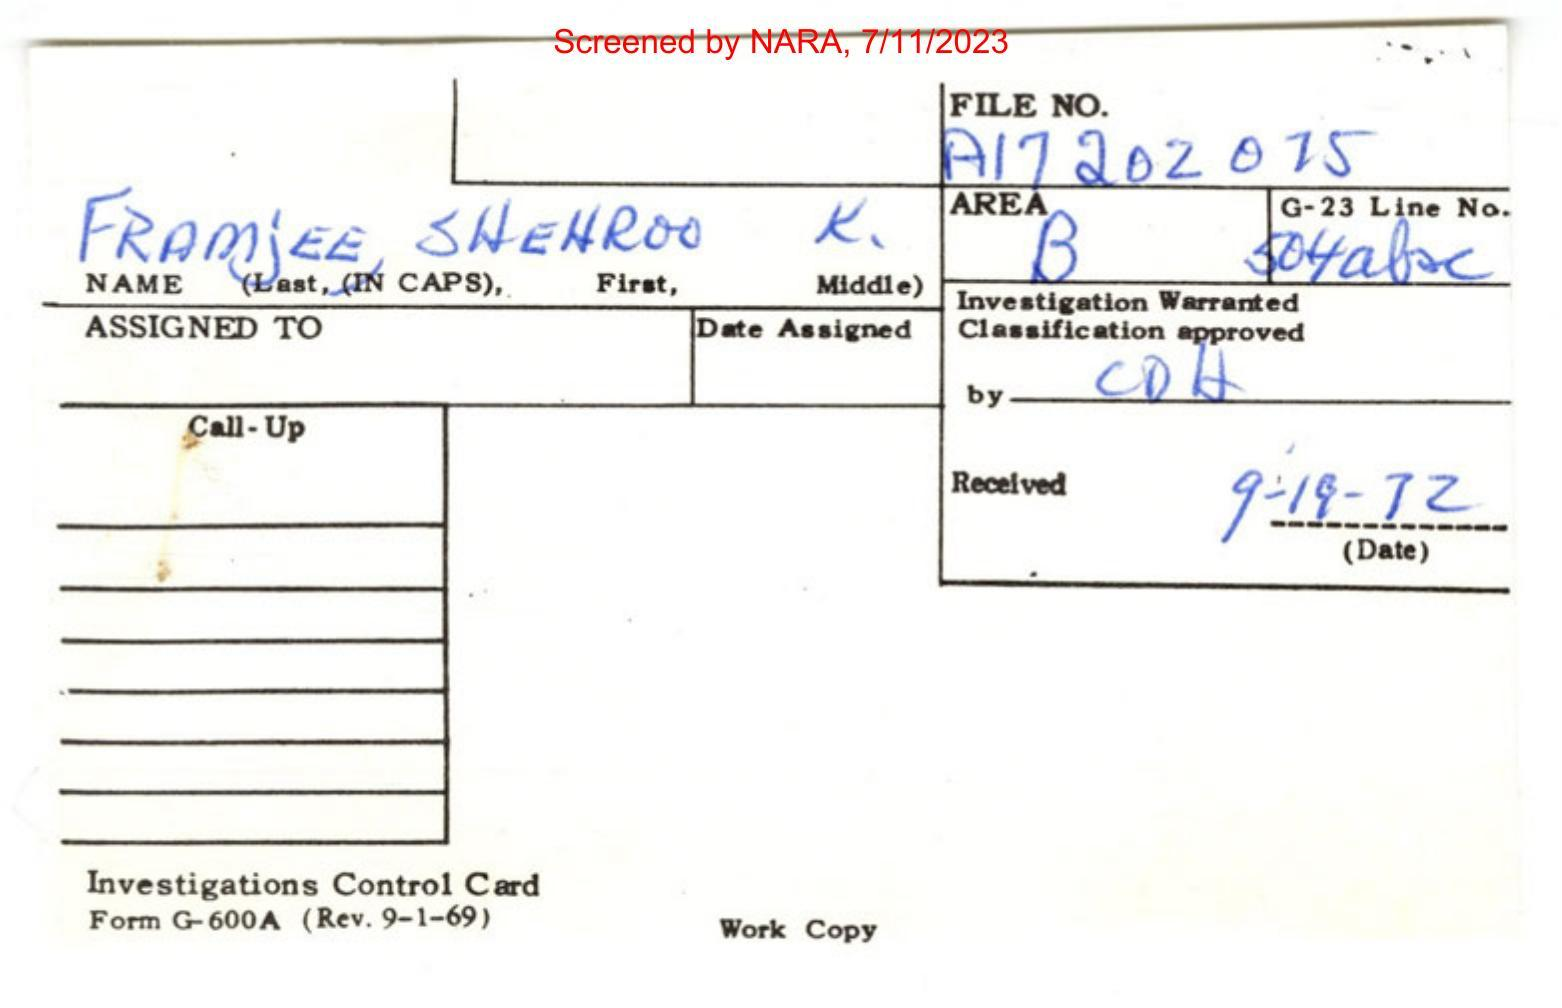 Screened by NARA, 7/11/2023
FILE NO.
A17 202 075
AREA
B
G-23 Line No.
FRAMJEE, SHEHROO K.
NAME (Last, (IN CAPS), First, Middle)
Investigation Warranted
Classification approved
by CDH
ASSIGNED TO
Date Assigned
Call-Up
Received 9-19-72
(Date)
Investigations Control Card
Form G-600A (Rev. 9-1-69)
Work Copy